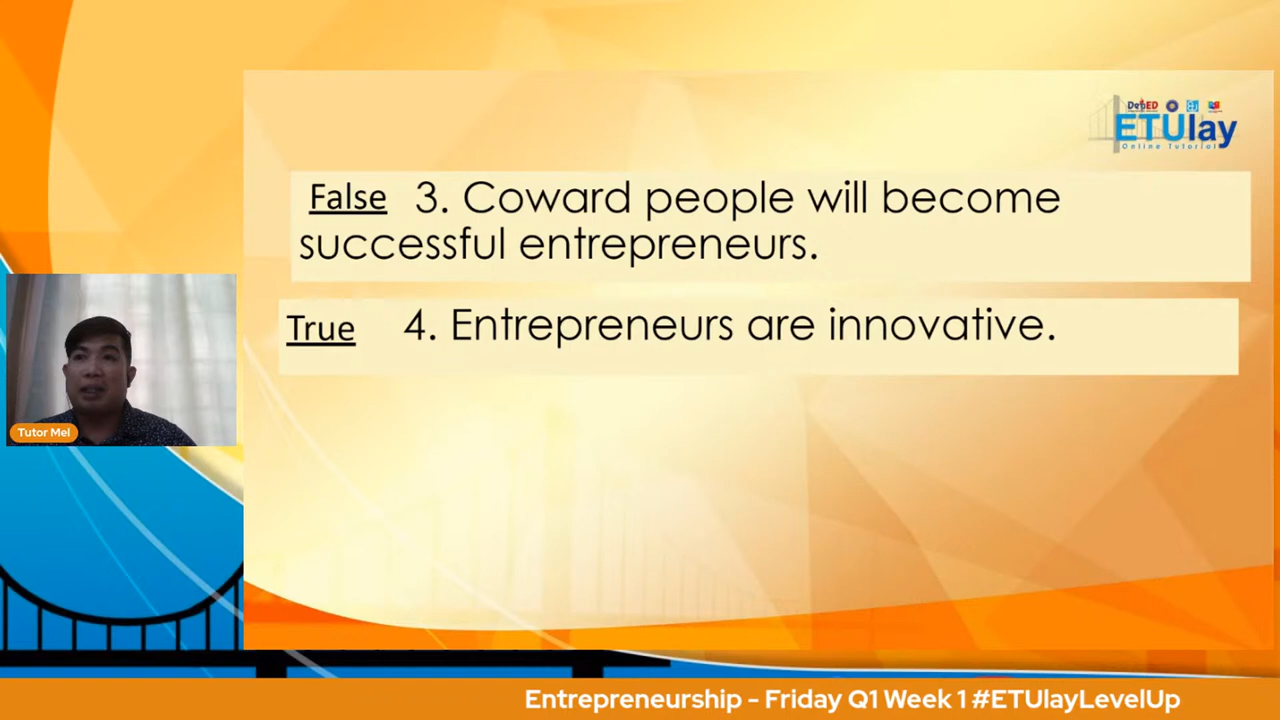 DepED
ETUlay
Online Tutorial
False 3. Coward people will become
successful entrepreneurs.
True 4. Entrepreneurs are innovative.
Tutor Mel
Entrepreneurship - Friday Q1 Week 1 #ETUlayLevelUp